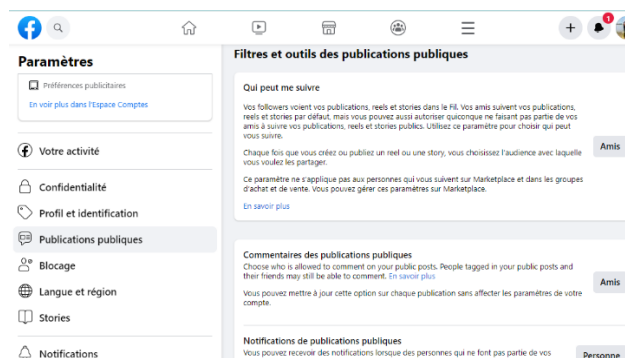 1
Paramètres
Préférences publicitaires
En voir plus dans l'Espace Comptes
Votre activité
Confidentialité
Profil et identification
Publications publiques
Blocage
Langue et région
Stories
Notifications
Filtres et outils des publications publiques
Qui peut me suivre
Vos followers voient vos publications, reels et stories dans le Fil. Vos amis suivent vos publications,
reels et stories par défaut, mais vous pouvez aussi autoriser quiconque ne faisant pas partie de vos
amis à suivre vos publications, reels et stories publics. Utilisez ce paramètre pour choisir qui peut
vous suivre.
Amis
Chaque fois que vous créez ou publiez un reel ou une story, vous choisissez l'audience avec laquelle
vous voulez les partager.
Ce paramètre ne s'applique pas aux personnes qui vous suivent sur Marketplace et dans les groupes
d'achat et de vente. Vous pouvez gérer ces paramètres sur Marketplace.
En savoir plus
Commentaires des publications publiques
Choose who is allowed to comment on your public posts. People tagged in your public posts and
their friends may still be able to comment. En savoir plus
Amis
Vous pouvez mettre à jour cette option sur chaque publication sans affecter les paramètres de votre
compte.
Notifications de publications publiques
Vous pouvez recevoir des notifications lorsque des personnes qui ne font pas partie de vos
Personne